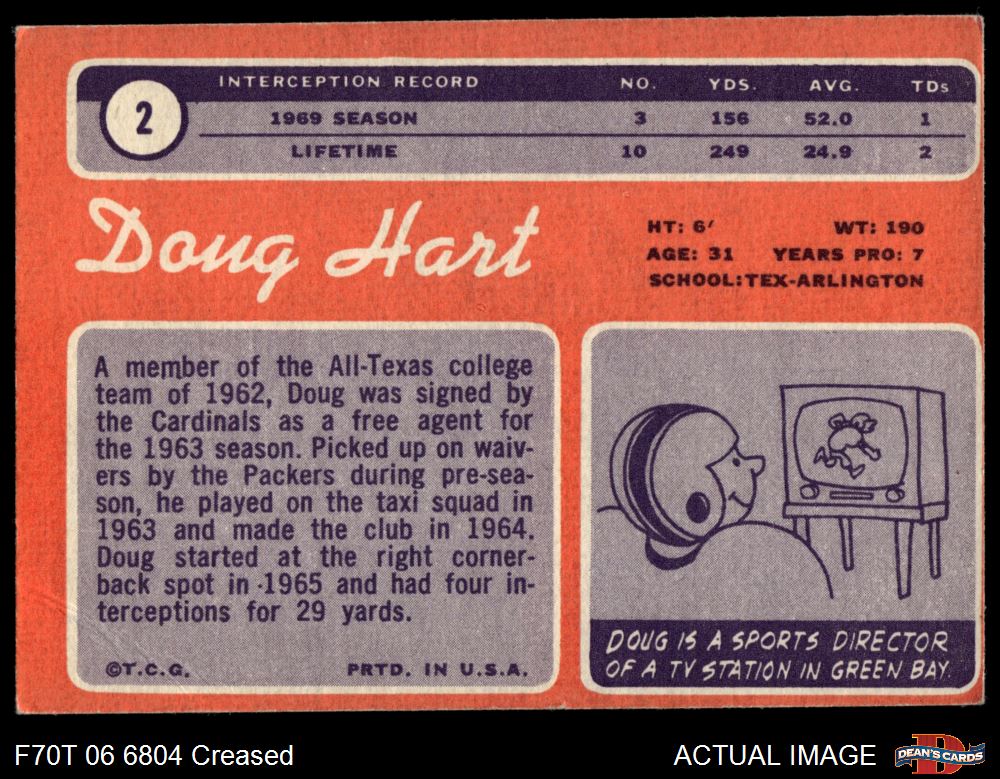 2
INTERCEPTION RECORD NO. YDS. AVG. TDs
1969 SEASON 3 156 52.0 1
LIFETIME 10 249 24.9 2
Doug Hart
HT: 6' WT: 190
AGE: 31 YEARS PRO: 7
SCHOOL: TEX-ARLINGTON
A member of the All-Texas college
team of 1962, Doug was signed by
the Cardinals as a free agent for
the 1963 season. Picked up on waiv-
ers by the Packers during pre-sea-
son, he played on the taxi squad in
1963 and made the club in 1964.
Doug started at the right corner-
back spot in 1965 and had four in-
terceptions for 29 yards.
©T.C.G. PRTD. IN U.S.A.
DOUG IS A SPORTS DIRECTOR
OF A TV STATION IN GREEN BAY.
F70T 06 6804 Creased
ACTUAL IMAGE
DEAN'S CARDS